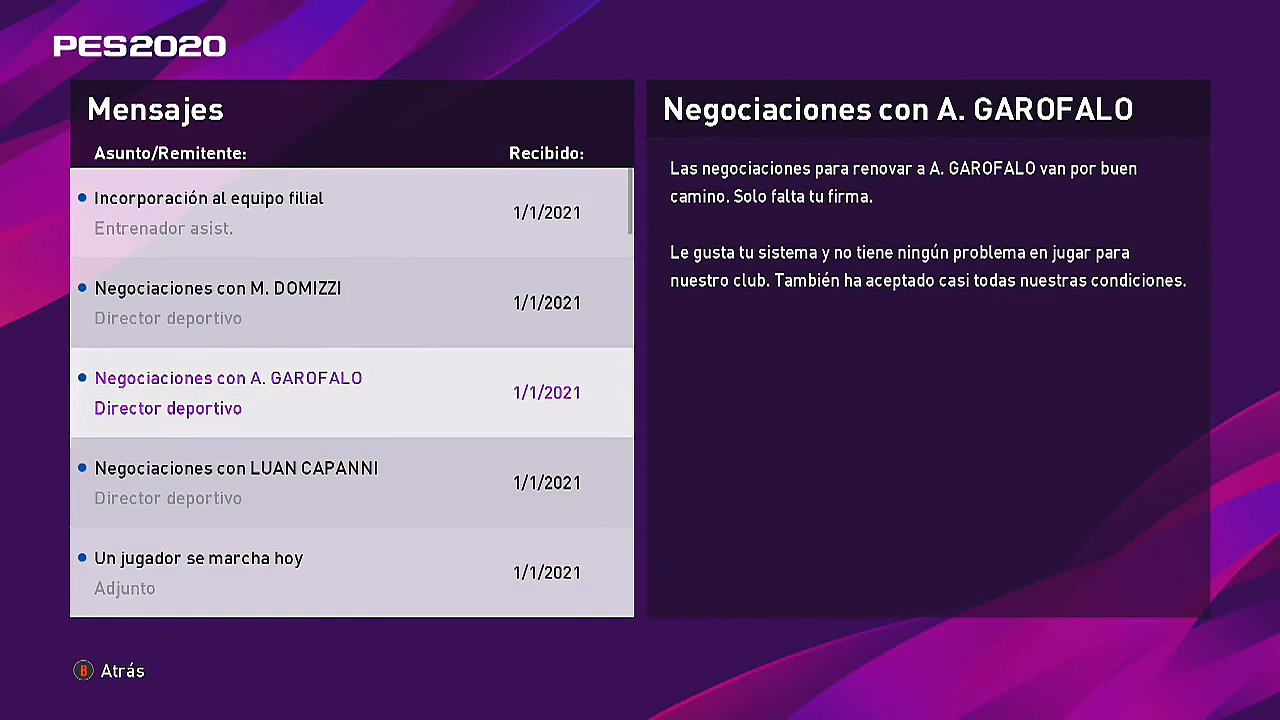 PES2020
Mensajes
Asunto/Remitente: Recibido:
Incorporación al equipo filial
Entrenador asist.
1/1/2021
Negociaciones con M. DOMIZZI
Director deportivo
1/1/2021
Negociaciones con A. GAROFALO
Director deportivo
1/1/2021
Negociaciones con LUAN CAPANNI
Director deportivo
1/1/2021
Un jugador se marcha hoy
Adjunto
1/1/2021
Negociaciones con A. GAROFALO
Las negociaciones para renovar a A. GAROFALO van por buen
camino. Solo falta tu firma.
Le gusta tu sistema y no tiene ningún problema en jugar para
nuestro club. También ha aceptado casi todas nuestras condiciones.
B Atrás